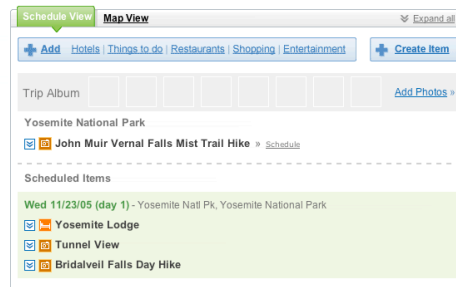 Schedule View Map View Expand all
Add Hotels | Things to do | Restaurants | Shopping | Entertainment Create Item
Trip Album Add Photos »
Yosemite National Park
John Muir Vernal Falls Mist Trail Hike » Schedule
Scheduled Items
Wed 11/23/05 (day 1) - Yosemite Natl Pk, Yosemite National Park
Yosemite Lodge
Tunnel View
Bridalveil Falls Day Hike